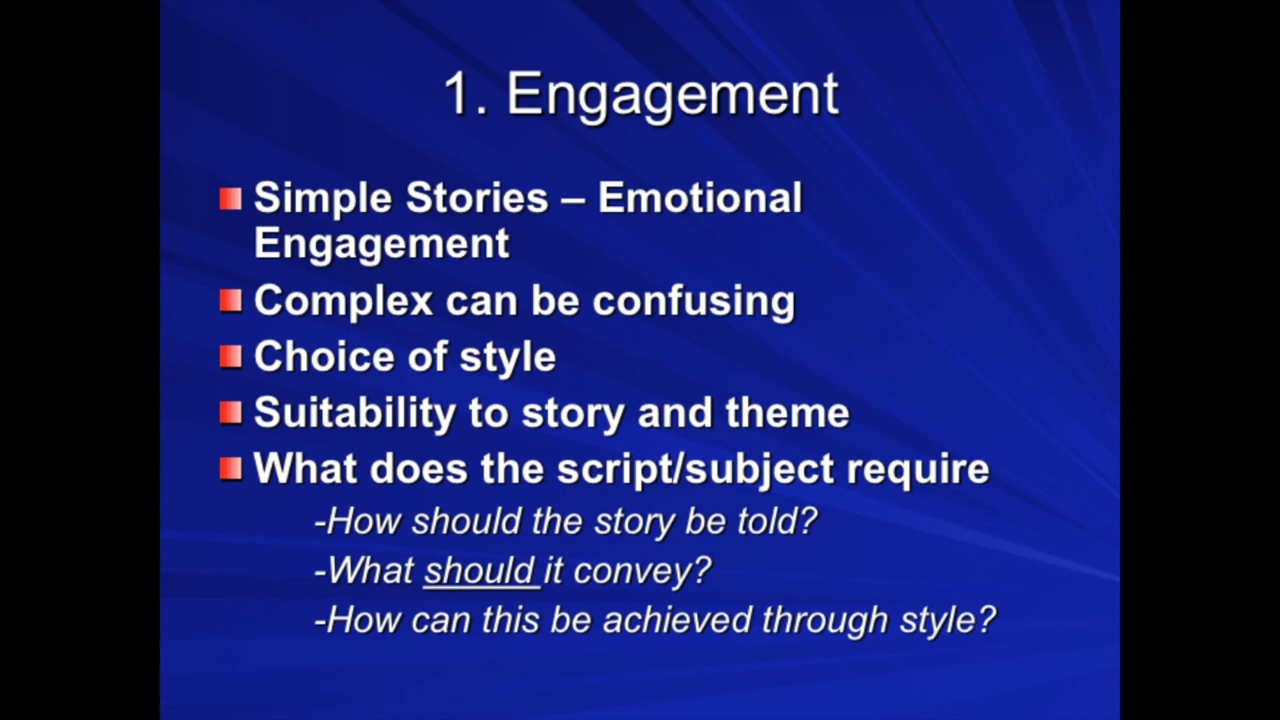 1. Engagement
Simple Stories – Emotional
Engagement
Complex can be confusing
Choice of style
Suitability to story and theme
What does the script/subject require
-How should the story be told?
-What should it convey?
-How can this be achieved through style?